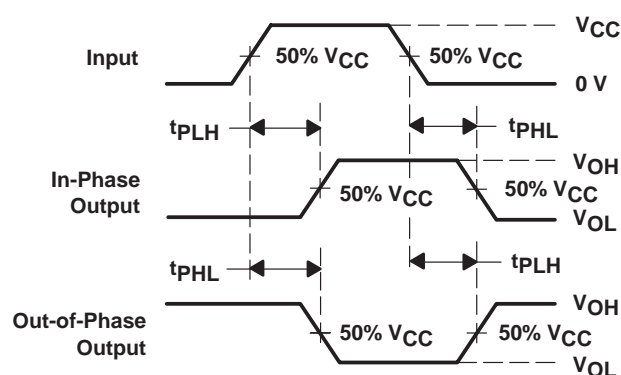 VCC
Input
50% VCC
50% VCC
0 V
tPLH
tPHL
VOH
In-Phase
Output
50% VCC
50% VCC
VOL
tPHL
tPLH
VOH
Out-of-Phase
Output
50% VCC
50% VCC
VOL